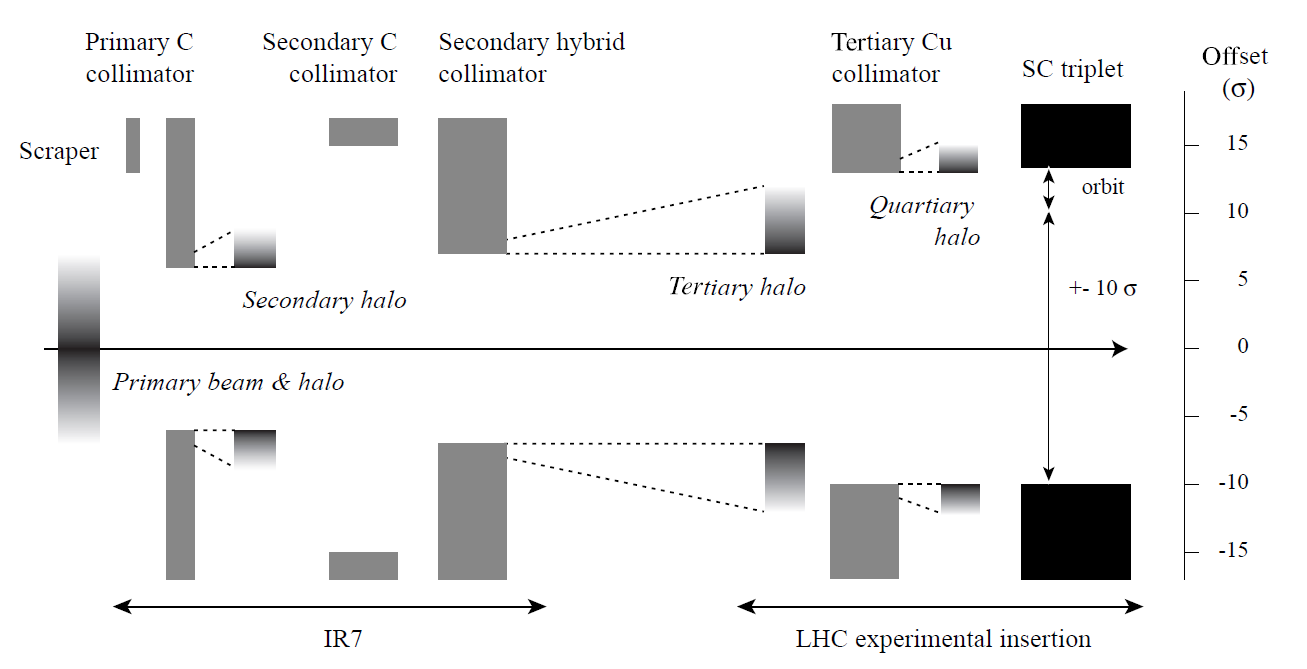 Primary C
collimator
Secondary C
collimator
Secondary hybrid
collimator
Tertiary Cu
collimator
SC triplet
Offset
(σ)
Scraper
15
orbit
Quartiary
halo
10
Secondary halo
Tertiary halo
+- 10 σ
5
0
Primary beam & halo
-5
-10
-15
IR7
LHC experimental insertion